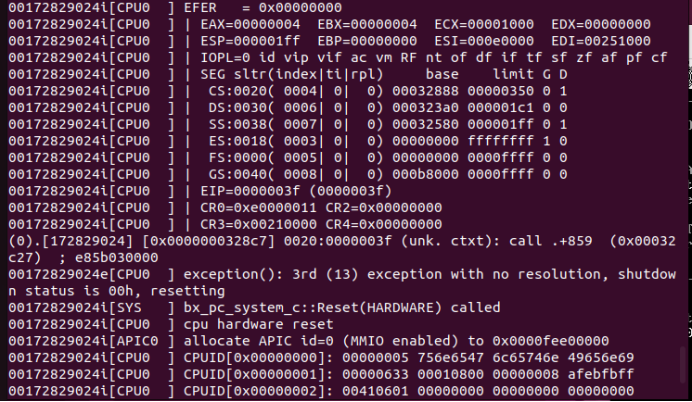 00172829024i[CPU0  ] EFER   = 0x00000000
00172829024i[CPU0  ] | EAX=00000004  EBX=00000004  ECX=00001000  EDX=00000000
00172829024i[CPU0  ] | ESP=000001ff  EBP=00000000  ESI=000e0000  EDI=00251000
00172829024i[CPU0  ] | IOPL=0 id vip vif ac vm RF nt of df if tf sf zf af pf cf
00172829024i[CPU0  ] | SEG sltr(index|ti|rpl)     base    limit G D
00172829024i[CPU0  ] |  CS:0020( 0004| 0|  0) 00032888 00000350 0 1
00172829024i[CPU0  ] |  DS:0030( 0006| 0|  0) 000323a0 000001c1 0 0
00172829024i[CPU0  ] |  SS:0038( 0007| 0|  0) 00032580 000001ff 0 1
00172829024i[CPU0  ] |  ES:0018( 0003| 0|  0) 00000000 ffffffff 1 0
00172829024i[CPU0  ] |  FS:0000( 0005| 0|  0) 00000000 0000ffff 0 0
00172829024i[CPU0  ] |  GS:0040( 0008| 0|  0) 000b8000 0000ffff 0 0
00172829024i[CPU0  ] | EIP=0000003f (0000003f)
00172829024i[CPU0  ] | CR0=0xe0000011 CR2=0x00000000
00172829024i[CPU0  ] | CR3=0x00210000 CR4=0x00000000
(0).[172829024] [0x0000000328c7] 0020:0000003f (unk. ctxt): call .+859  (0x00032
c27)  ; e85b030000
00172829024e[CPU0  ] exception(): 3rd (13) exception with no resolution, shutdow
n status is 00h, resetting
00172829024i[SYS   ] bx_pc_system_c::Reset(HARDWARE) called
00172829024i[CPU0  ] cpu hardware reset
00172829024i[APIC0 ] allocate APIC id=0 (MMIO enabled) to 0x0000fee00000
00172829024i[CPU0  ] CPUID[0x00000000]: 00000005 756e6547 6c65746e 49656e69
00172829024i[CPU0  ] CPUID[0x00000001]: 00000633 00010800 00000008 afebfbff
00172829024i[CPU0  ] CPUID[0x00000002]: 00410601 00000000 00000000 00000000